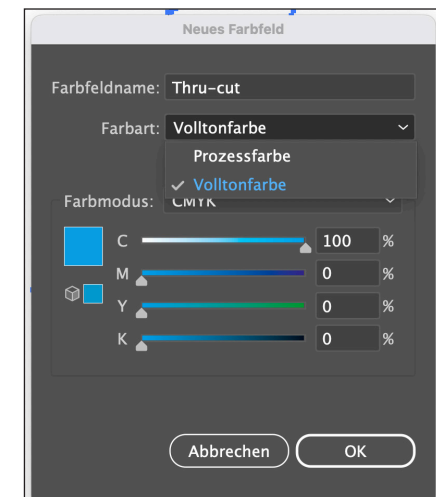 Neues Farbfeld
Farbfeldname: Thru-cut
Farbart: Volltonfarbe
Prozessfarbe
Volltonfarbe
Farbmodus: CMYK
C 100 %
M 0 %
Y 0 %
K 0 %
Abbrechen OK